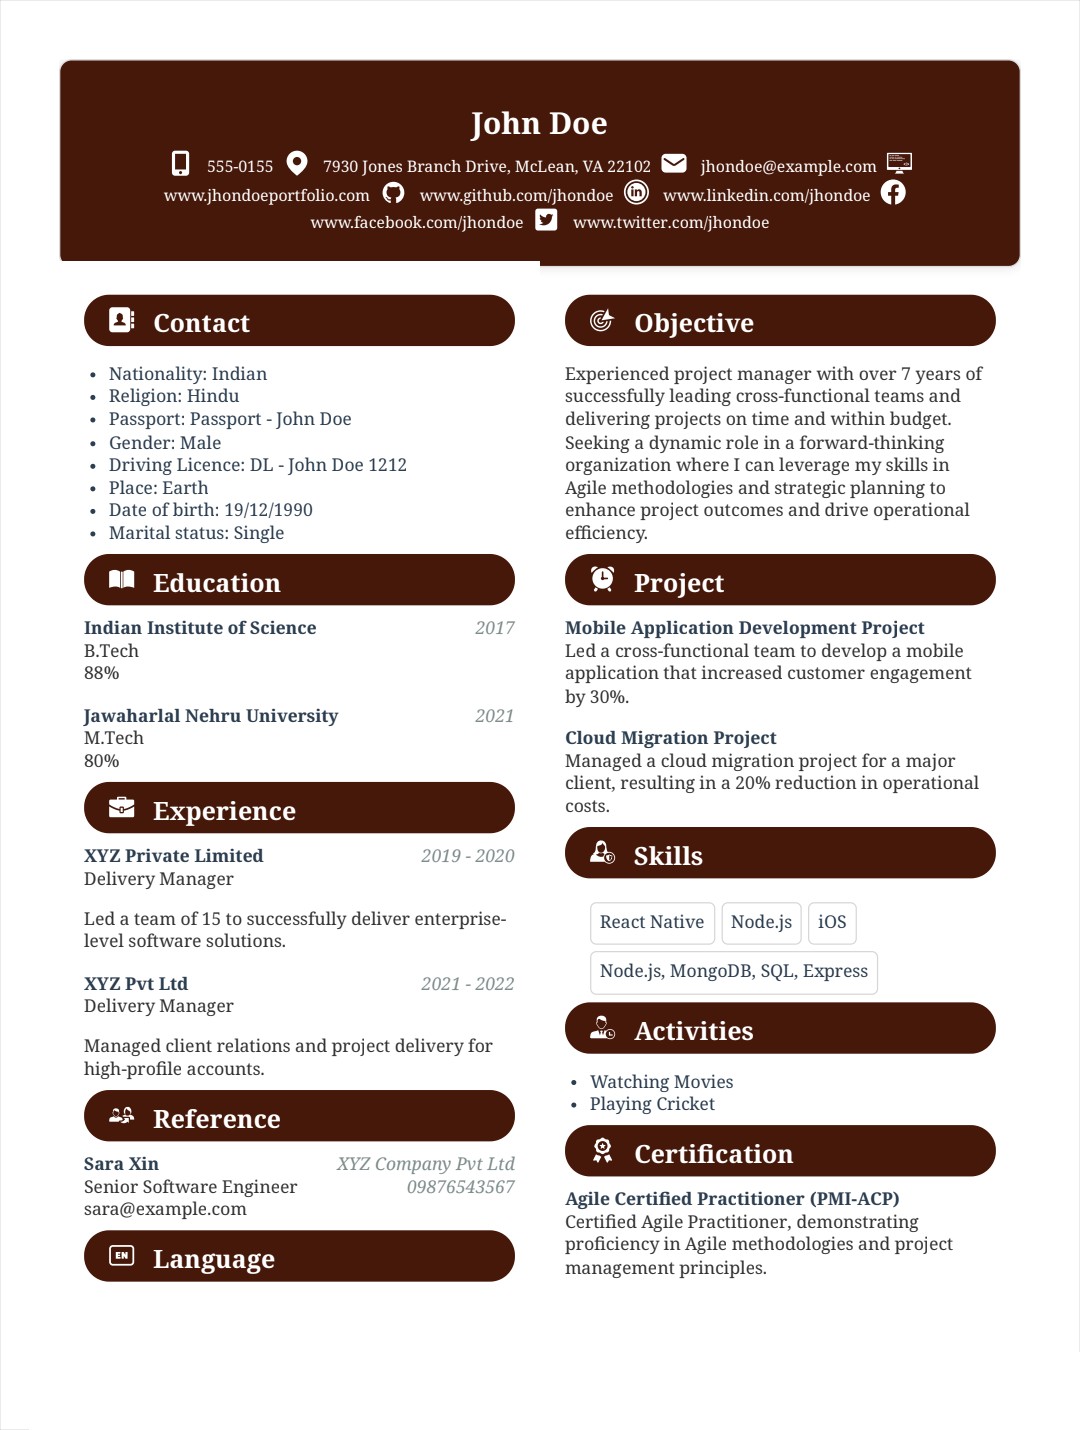 John Doe
555-0155 7930 Jones Branch Drive, McLean, VA 22102 jhondoe@example.com
www.jhondoeportfolio.com www.github.com/jhondoe www.linkedin.com/jhondoe
www.facebook.com/jhondoe www.twitter.com/jhondoe
Contact
• Nationality: Indian
• Religion: Hindu
• Passport: Passport - John Doe
• Gender: Male
• Driving Licence: DL - John Doe 1212
• Place: Earth
• Date of birth: 19/12/1990
• Marital status: Single
Education
Indian Institute of Science 2017
B.Tech
88%
Jawaharlal Nehru University 2021
M.Tech
80%
Experience
XYZ Private Limited 2019 - 2020
Delivery Manager
Led a team of 15 to successfully deliver enterprise-
level software solutions.
XYZ Pvt Ltd 2021 - 2022
Delivery Manager
Managed client relations and project delivery for
high-profile accounts.
Reference
Sara Xin XYZ Company Pvt Ltd
Senior Software Engineer 09876543567
sara@example.com
EN Language
Objective
Experienced project manager with over 7 years of
successfully leading cross-functional teams and
delivering projects on time and within budget.
Seeking a dynamic role in a forward-thinking
organization where I can leverage my skills in
Agile methodologies and strategic planning to
enhance project outcomes and drive operational
efficiency.
Project
Mobile Application Development Project
Led a cross-functional team to develop a mobile
application that increased customer engagement
by 30%.
Cloud Migration Project
Managed a cloud migration project for a major
client, resulting in a 20% reduction in operational
costs.
Skills
React Native Node.js iOS
Node.js, MongoDB, SQL, Express
Activities
• Watching Movies
• Playing Cricket
Certification
Agile Certified Practitioner (PMI-ACP)
Certified Agile Practitioner, demonstrating
proficiency in Agile methodologies and project
management principles.